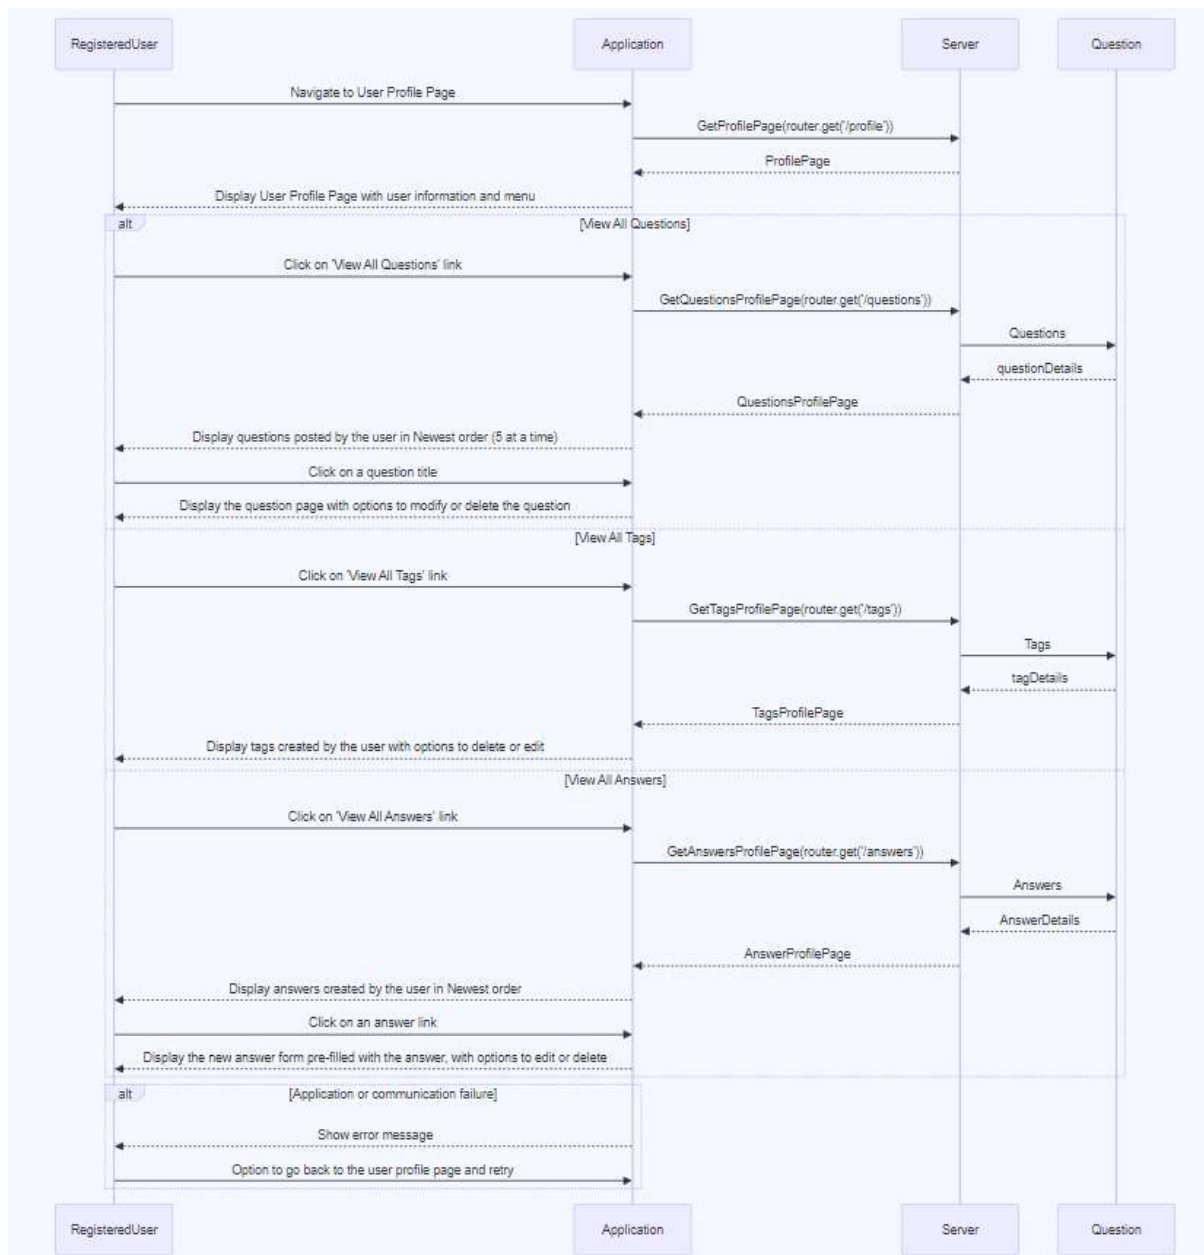 RegisteredUser
Application
Server
Question
Navigate to User Profile Page
GetProfilePage(router.get('/profile'))
ProfilePage
Display User Profile Page with user information and menu
alt
[View All Questions]
Click on 'View All Questions' link
GetQuestionsProfilePage(router.get('/questions'))
Questions
questionDetails
QuestionsProfilePage
Display questions posted by the user in Newest order (5 at a time)
Click on a question title
Display the question page with options to modify or delete the question
[View All Tags]
Click on 'View All Tags' link
GetTagsProfilePage(router.get('/tags'))
Tags
tagDetails
TagsProfilePage
Display tags created by the user with options to delete or edit
[View All Answers]
Click on 'View All Answers' link
GetAnswersProfilePage(router.get('/answers'))
Answers
AnswerDetails
AnswerProfilePage
Display answers created by the user in Newest order
Click on an answer link
Display the new answer form pre-filled with the answer, with options to edit or delete
alt
[Application or communication failure]
Show error message
Option to go back to the user profile page and retry
RegisteredUser
Application
Server
Question